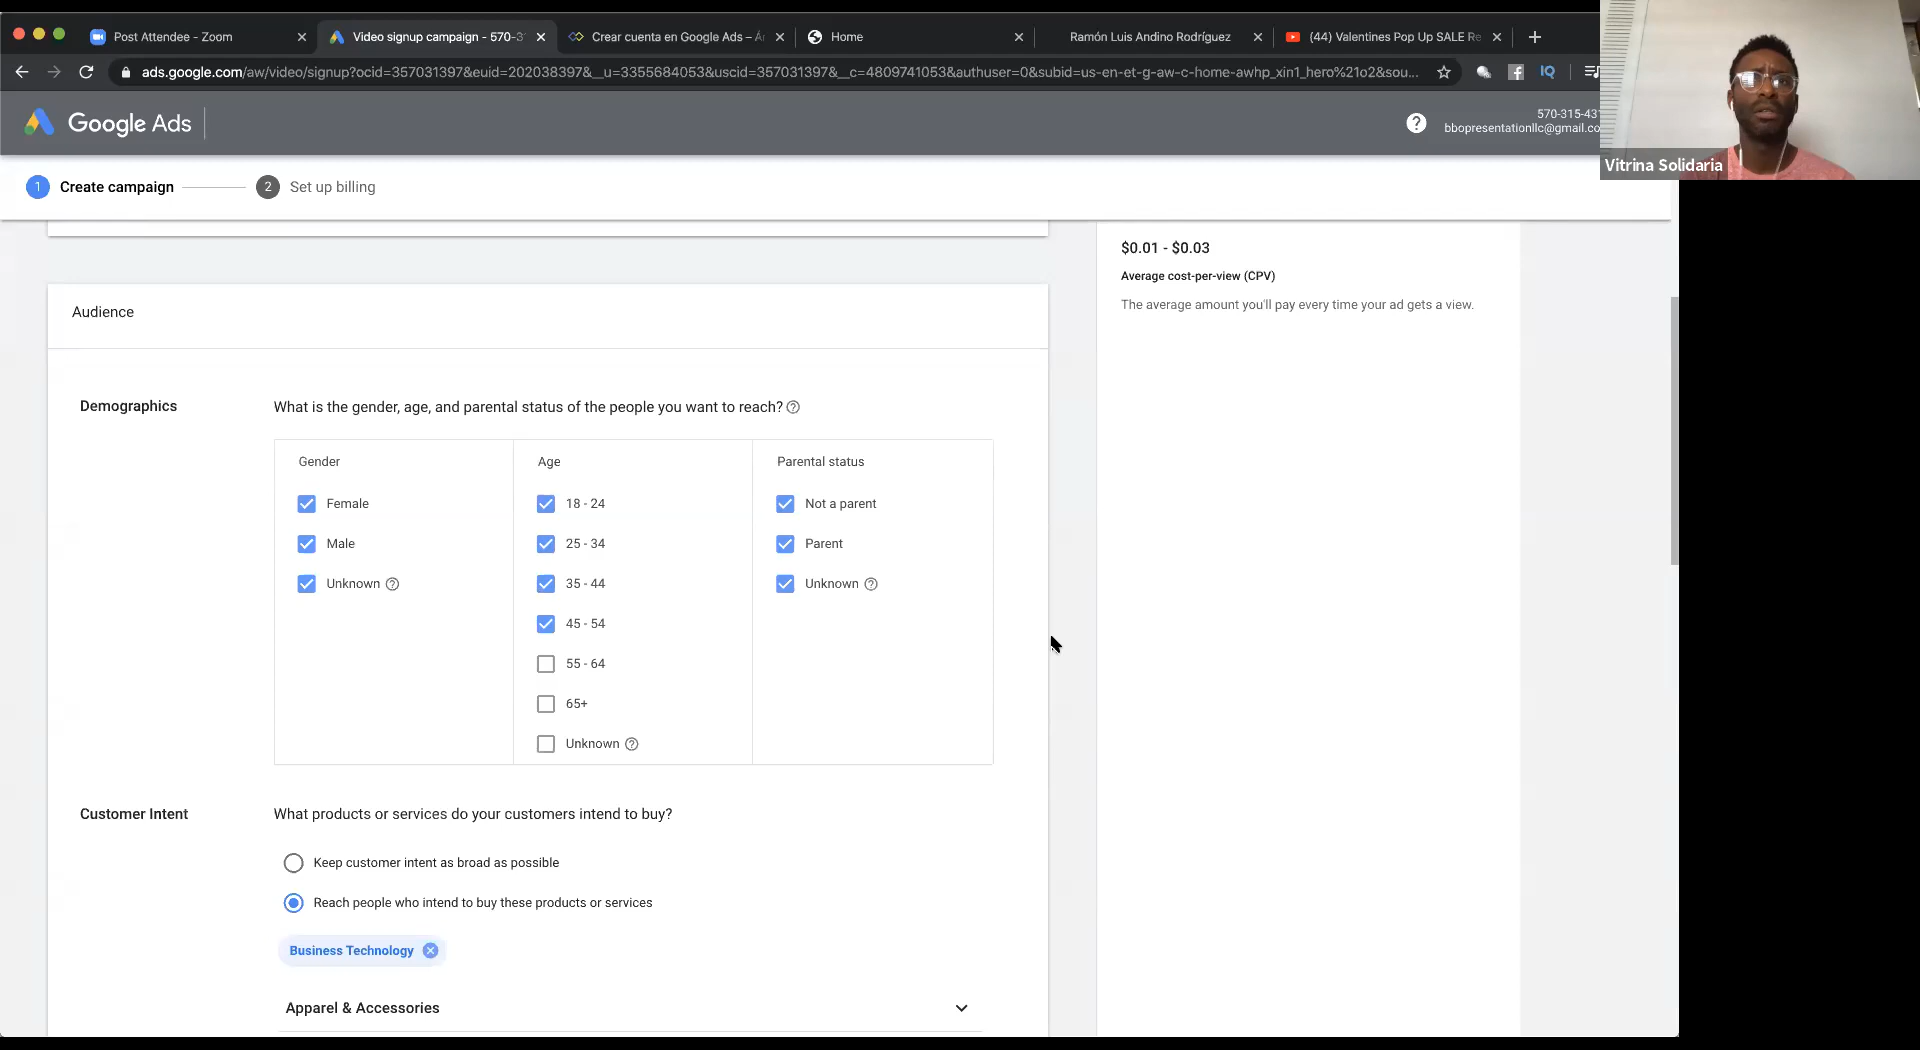 Post Attendee - Zoom
Video signup campaign - 570-3
Crear cuenta en Google Ads –
Home
Ramón Luis Andino Rodríguez
(44) Valentines Pop Up SALE Re
ads.google.com/aw/video/signup?ocid=357031397&euid=202038397&__u=3355684053&uscid=357031397&__c=4809741053&authuser=0&subid=us-en-et-g-aw-c-home-awhp_xin1_hero%21o2&sou...
IQ
Google Ads
570-315-43
bbopresentationllc@gmail.co
Vitrina Solidaria
1 Create campaign
2 Set up billing
$0.01 - $0.03
Average cost-per-view (CPV)
The average amount you'll pay every time your ad gets a view.
Audience
Demographics
What is the gender, age, and parental status of the people you want to reach?
Gender
Female
Male
Unknown
Age
18 - 24
25 - 34
35 - 44
45 - 54
55 - 64
65+
Unknown
Parental status
Not a parent
Parent
Unknown
Customer Intent
What products or services do your customers intend to buy?
Keep customer intent as broad as possible
Reach people who intend to buy these products or services
Business Technology
Apparel & Accessories